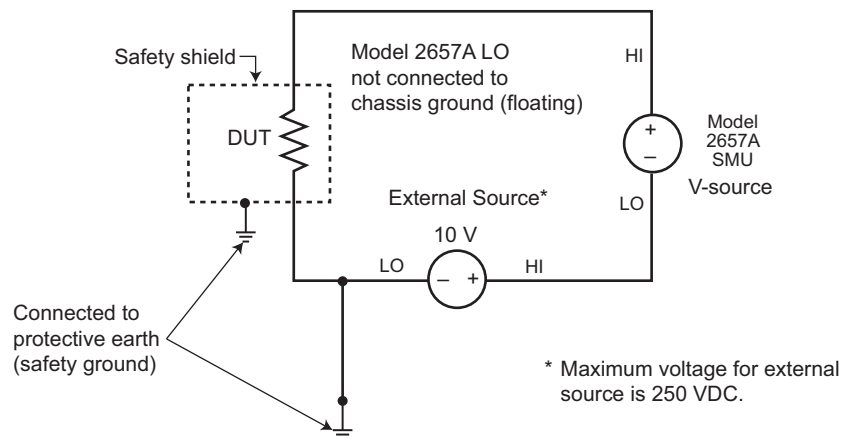 Safety shield
Model 2657A LO
not connected to
chassis ground (floating)
HI
DUT
+
–
Model
2657A
SMU
V-source
LO
External Source*
10 V
LO
–
+
HI
Connected to
protective earth
(safety ground)
* Maximum voltage for external
source is 250 VDC.